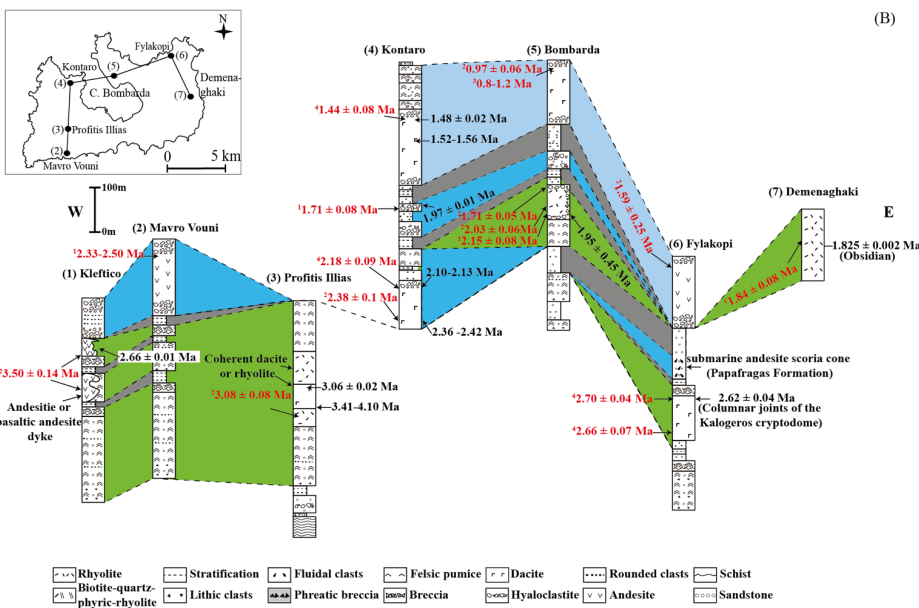 (B)
N
Fylakopi
(6)
Kontaro
(5)
(4)
C. Bombarda
Demena-
ghaki
(7)
(3)
Profitis Illias
(2)
Mavro Vouni
0
5 km
100m
0m
W
E
(4) Kontaro
(5) Bombarda
²0.97 ± 0.06 Ma
³0.8-1.2 Ma
⁴1.44 ± 0.08 Ma
1.48 ± 0.02 Ma
1.52-1.56 Ma
¹1.71 ± 0.08 Ma
1.97 ± 0.01 Ma
1.71 ± 0.05 Ma
2.03 ± 0.06Ma
2.15 ± 0.08 Ma
1.95 ± 0.45 Ma
²1.59 ± 0.25 Ma
⁴2.18 ± 0.09 Ma
2.10-2.13 Ma
²2.38 ± 0.1 Ma
2.36 -2.42 Ma
(7) Demenaghaki
1.825 ± 0.002 Ma
(Obsidian)
¹1.84 ± 0.08 Ma
(6) Fylakopi
submarine andesite scoria cone
(Papafragas Formation)
⁴2.70 ± 0.04 Ma
2.62 ± 0.04 Ma
(Columnar joints of the
Kalogeros cryptodome)
⁴2.66 ± 0.07 Ma
(2) Mavro Vouni
¹2.33-2.50 Ma
(1) Kleftico
(3) Profitis Illias
2.66 ± 0.01 Ma
²3.50 ± 0.14 Ma
Andesitie or
basaltic andesite
dyke
Coherent dacite
or rhyolite
3.06 ± 0.02 Ma
²3.08 ± 0.08 Ma
3.41-4.10 Ma
Rhyolite
Stratification
Fluidal clasts
Felsic pumice
Dacite
Rounded clasts
Schist
Biotite-quartz-
phyric-rhyolite
Lithic clasts
Phreatic breccia
Breccia
Hyaloclastite
Andesite
Sandstone